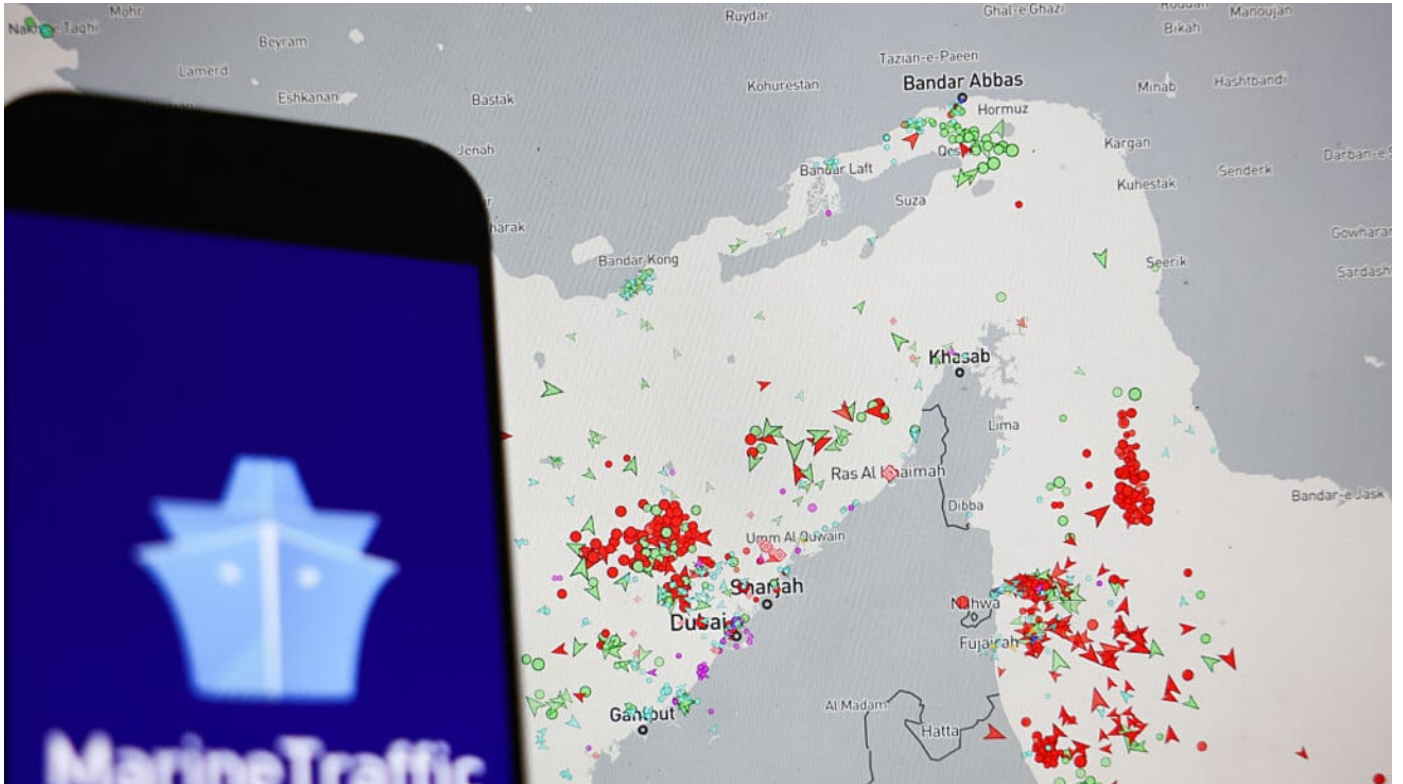 Mohr
Ruydar
Ghal-e Ghazi
Manoujan
Bikah
Beyram
Tazian-e-Paeen
Lamerd
Kohurestan
Bandar Abbas
Minab
Hashtbandi
Eshkanan
Bastak
Hormuz
Jenah
Kargan
Bandar Laft
Senderk
Kuhestak
Suza
Bandar Kong
Seerik
Khasab
Lima
Ras Al Khaimah
Bandar-e Jask
Dibba
Umm Al Quwain
Sharjah
Nahwa
Dubai
Fujairah
Al Madam
Gantout
Hatta
MarineTraffic